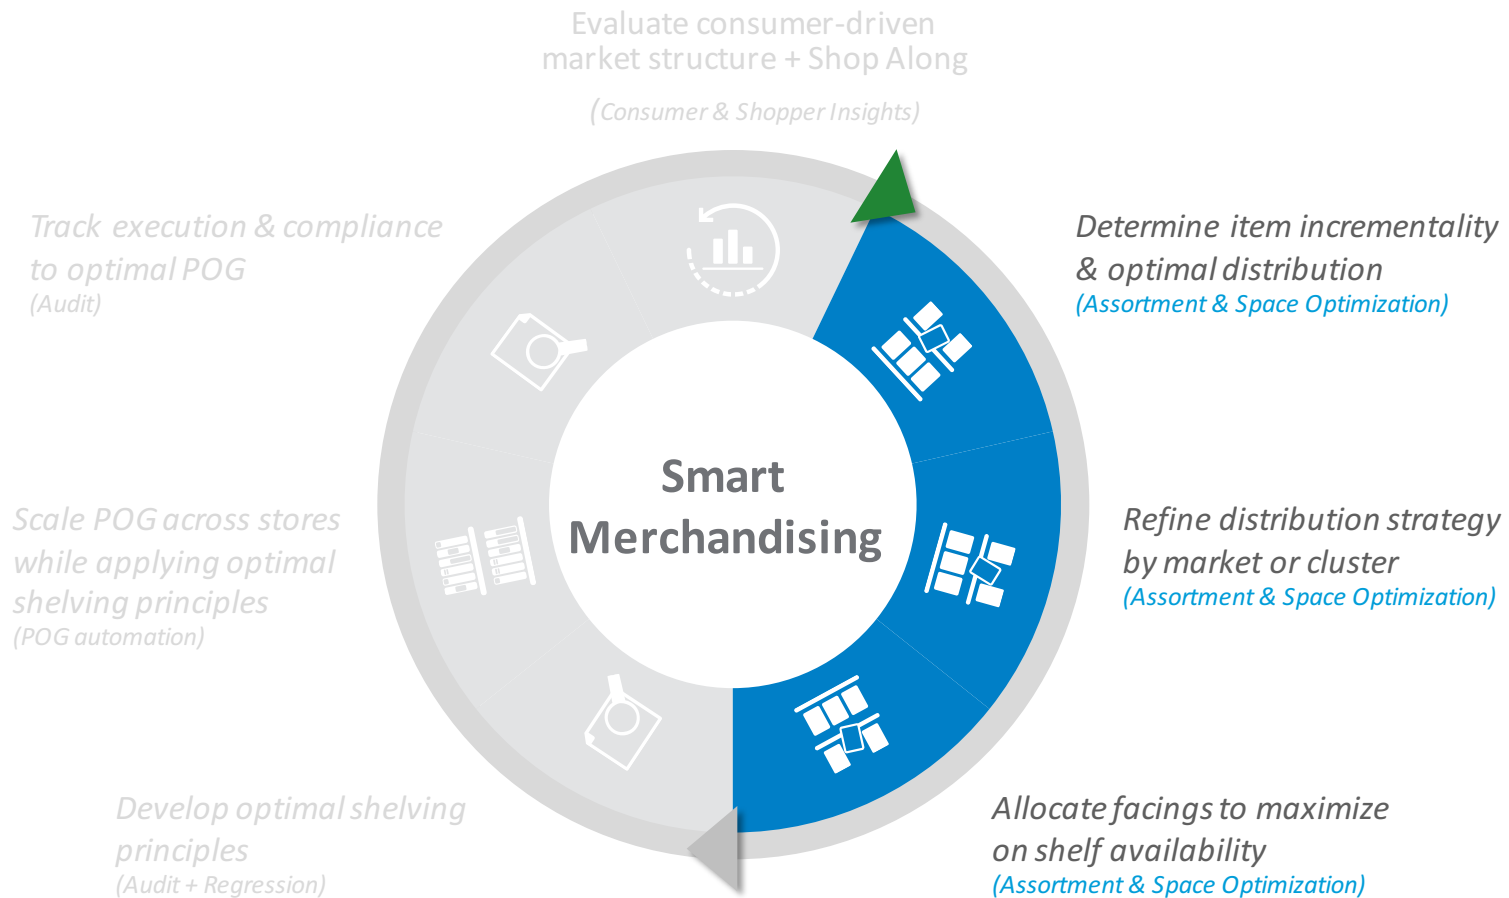 Evaluate consumer-driven
market structure + Shop Along
(Consumer & Shopper Insights)
Determine item incrementality
& optimal distribution
(Assortment & Space Optimization)
Refine distribution strategy
by market or cluster
(Assortment & Space Optimization)
Allocate facings to maximize
on shelf availability
(Assortment & Space Optimization)
Develop optimal shelving
principles
(Audit + Regression)
Scale POG across stores
while applying optimal
shelving principles
(POG automation)
Track execution & compliance
to optimal POG
(Audit)
Smart
Merchandising